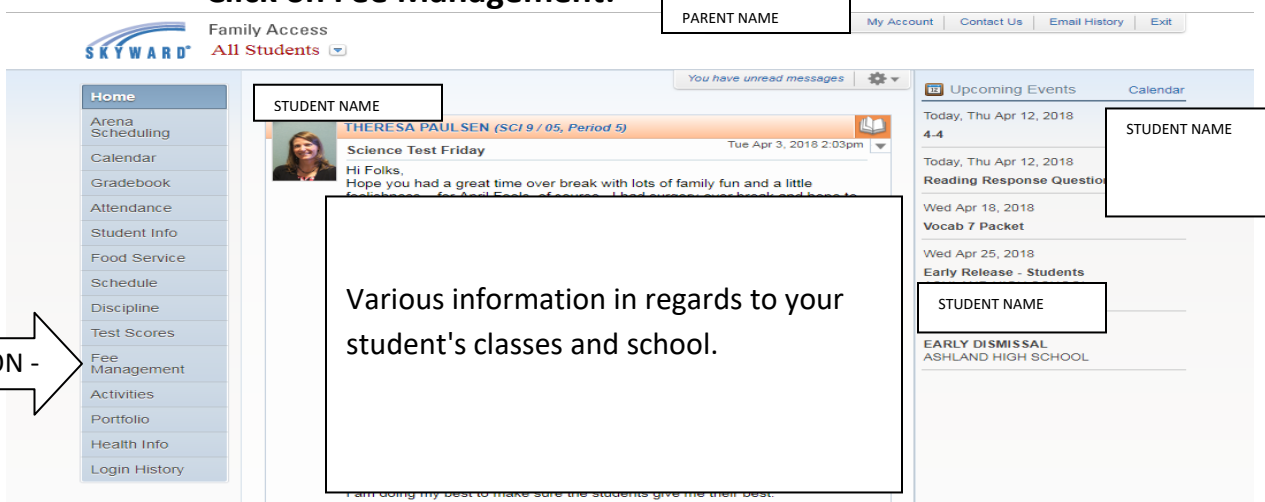 Click on Fee Management.
PARENT NAME
My Account
Contact Us
Email History
Exit
SKYWARD®
Family Access
All Students
You have unread messages
Home
Arena
Scheduling
Calendar
Gradebook
Attendance
Student Info
Food Service
Schedule
Discipline
Test Scores
Fee
Management
Activities
Portfolio
Health Info
Login History
ON -
STUDENT NAME
THERESA PAULSEN (SCI 9 / 05, Period 5)
Science Test Friday
Tue Apr 3, 2018 2:03pm
Hi Folks,
Hope you had a great time over break with lots of family fun and a little
Various information in regards to your
student's classes and school.
I am doing my best to make sure the students give me their best.
Upcoming Events
Calendar
Today, Thu Apr 12, 2018
4-4
STUDENT NAME
Today, Thu Apr 12, 2018
Reading Response Question
Wed Apr 18, 2018
Vocab 7 Packet
Wed Apr 25, 2018
Early Release - Students
STUDENT NAME
EARLY DISMISSAL
ASHLAND HIGH SCHOOL